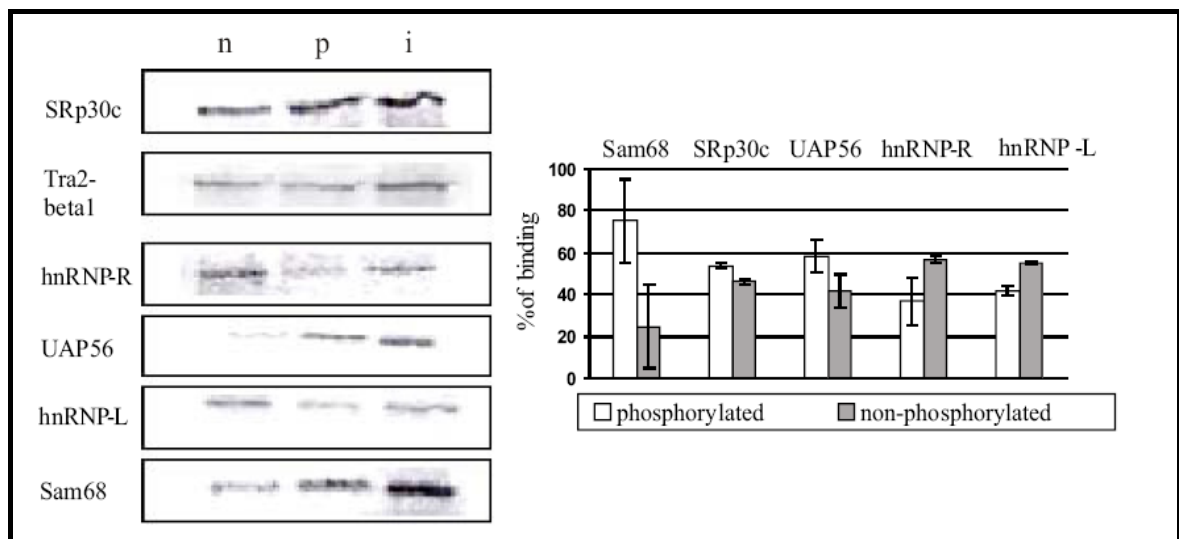 n p i
SRp30c
Tra2-
beta1
hnRNP-R
UAP56
hnRNP-L
Sam68
Sam68 SRp30c UAP56 hnRNP-R hnRNP -L
%of binding
100
80
60
40
20
0
phosphorylated non-phosphorylated